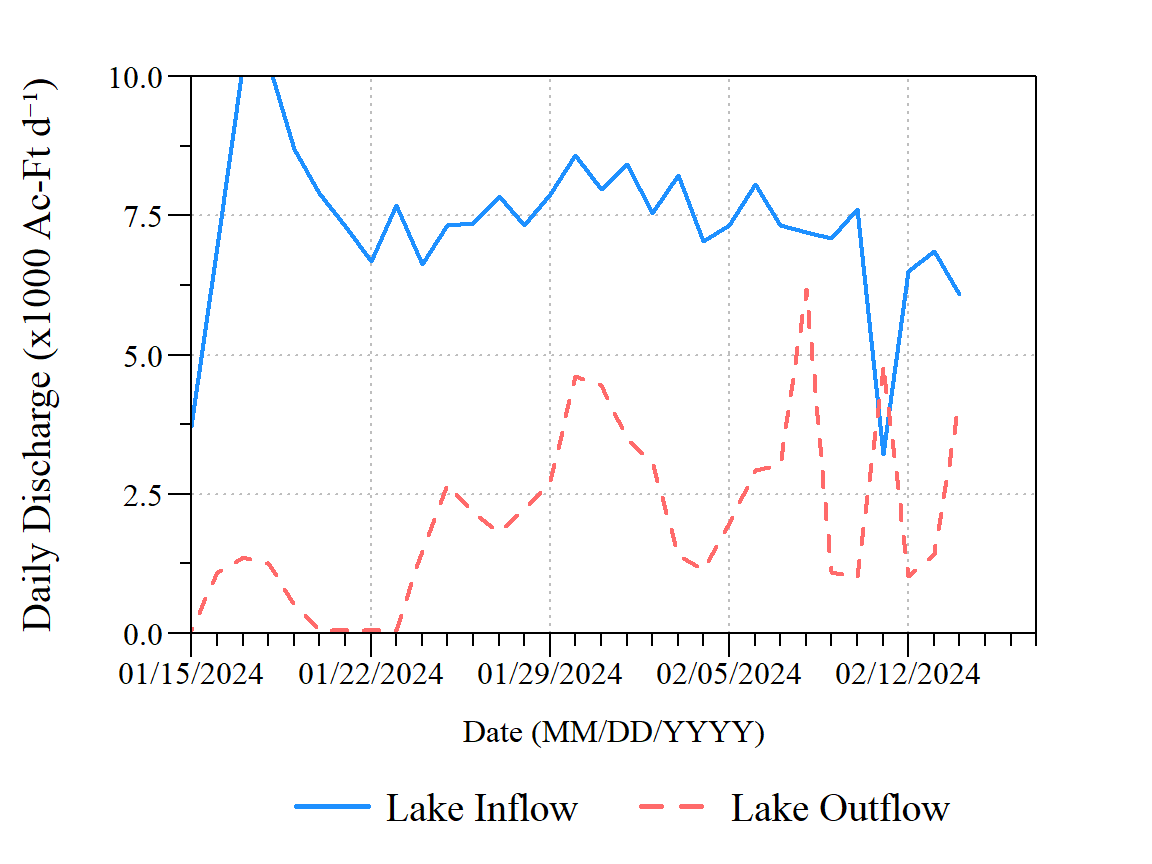 Daily Discharge (x1000 Ac-Ft d⁻¹)
10.0
7.5
5.0
2.5
0.0
01/15/2024 01/22/2024 01/29/2024 02/05/2024 02/12/2024
Date (MM/DD/YYYY)
Lake Inflow Lake Outflow